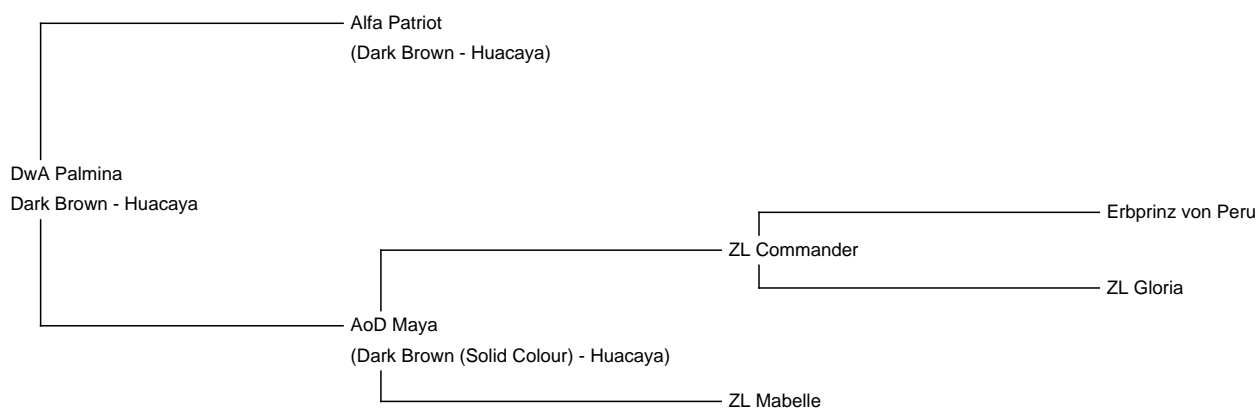 Alfa Patriot
(Dark Brown - Huacaya)
DwA Palmina
Dark Brown - Huacaya
Erbprinz von Peru
ZL Commander
ZL Gloria
AoD Maya
(Dark Brown (Solid Colour) - Huacaya)
ZL Mabelle